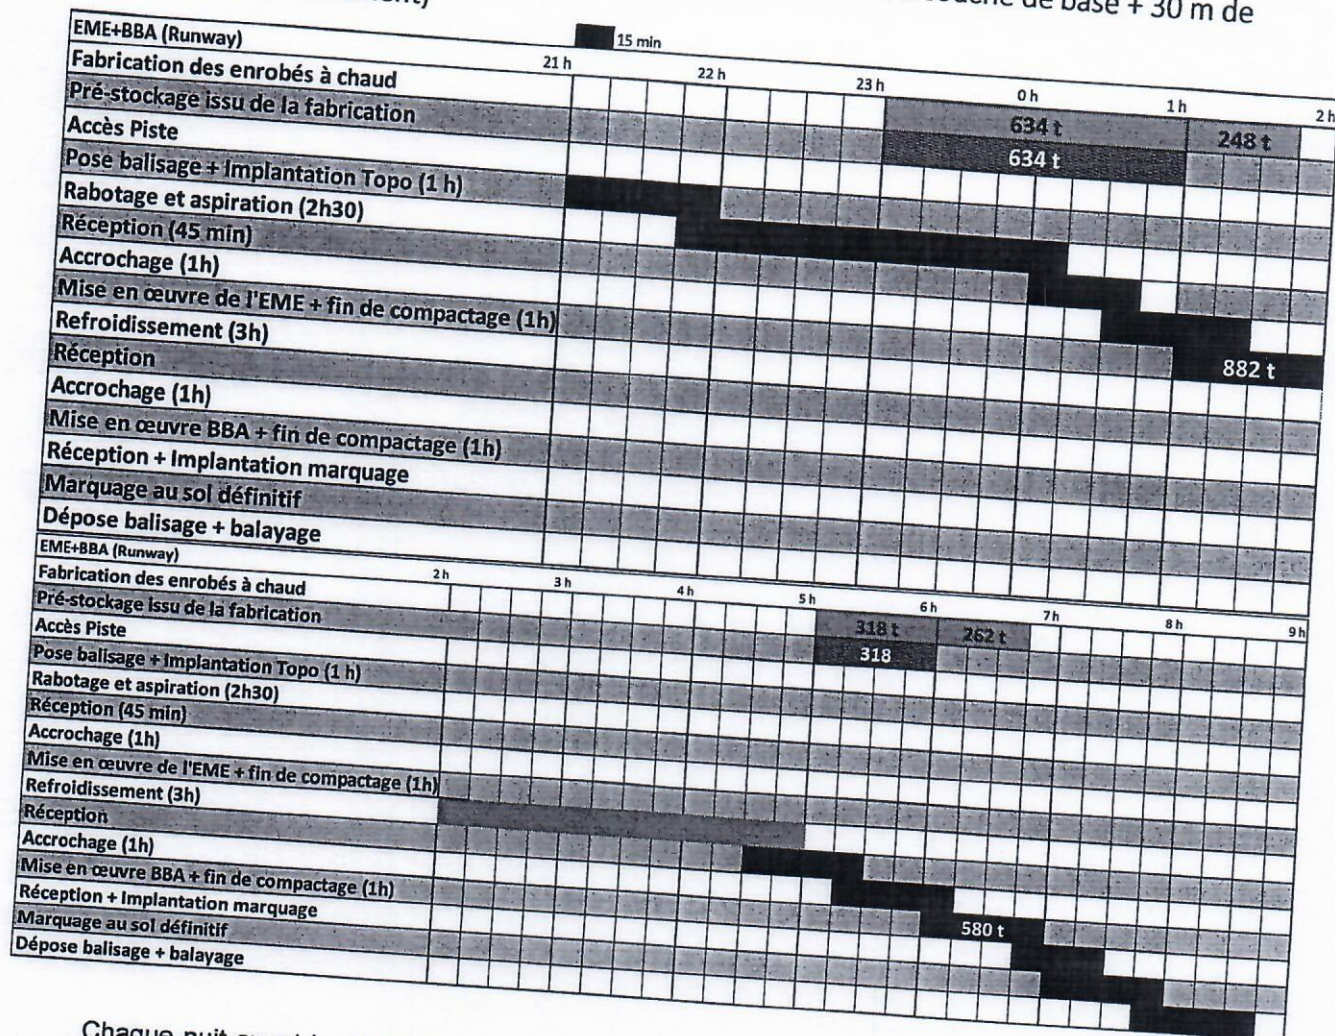 couche de base + 30 m de
EME+BBA (Runway)
15 min
21 h 22 h 23 h 0 h 1 h 2 h
Fabrication des enrobés à chaud 634 t 248 t
Pré-stockage issu de la fabrication 634 t
Accès Piste
Pose balisage + Implantation Topo (1 h)
Rabotage et aspiration (2h30)
Réception (45 min)
Accrochage (1h)
Mise en œuvre de l'EME + fin de compactage (1h) 882 t
Refroidissement (3h)
Réception
Accrochage (1h)
Mise en œuvre BBA + fin de compactage (1h)
Réception + Implantation marquage
Marquage au sol définitif
Dépose balisage + balayage
EME+BBA (Runway)
2 h 3 h 4 h 5 h 6 h 7 h 8 h 9 h
Fabrication des enrobés à chaud 318 t 262 t
Pré-stockage issu de la fabrication 318
Accès Piste
Pose balisage + Implantation Topo (1 h)
Rabotage et aspiration (2h30)
Réception (45 min)
Accrochage (1h)
Mise en œuvre de l'EME + fin de compactage (1h)
Refroidissement (3h)
Réception
Accrochage (1h)
Mise en œuvre BBA + fin de compactage (1h) 580 t
Réception + Implantation marquage
Marquage au sol définitif
Dépose balisage + balayage
Chaque nuit